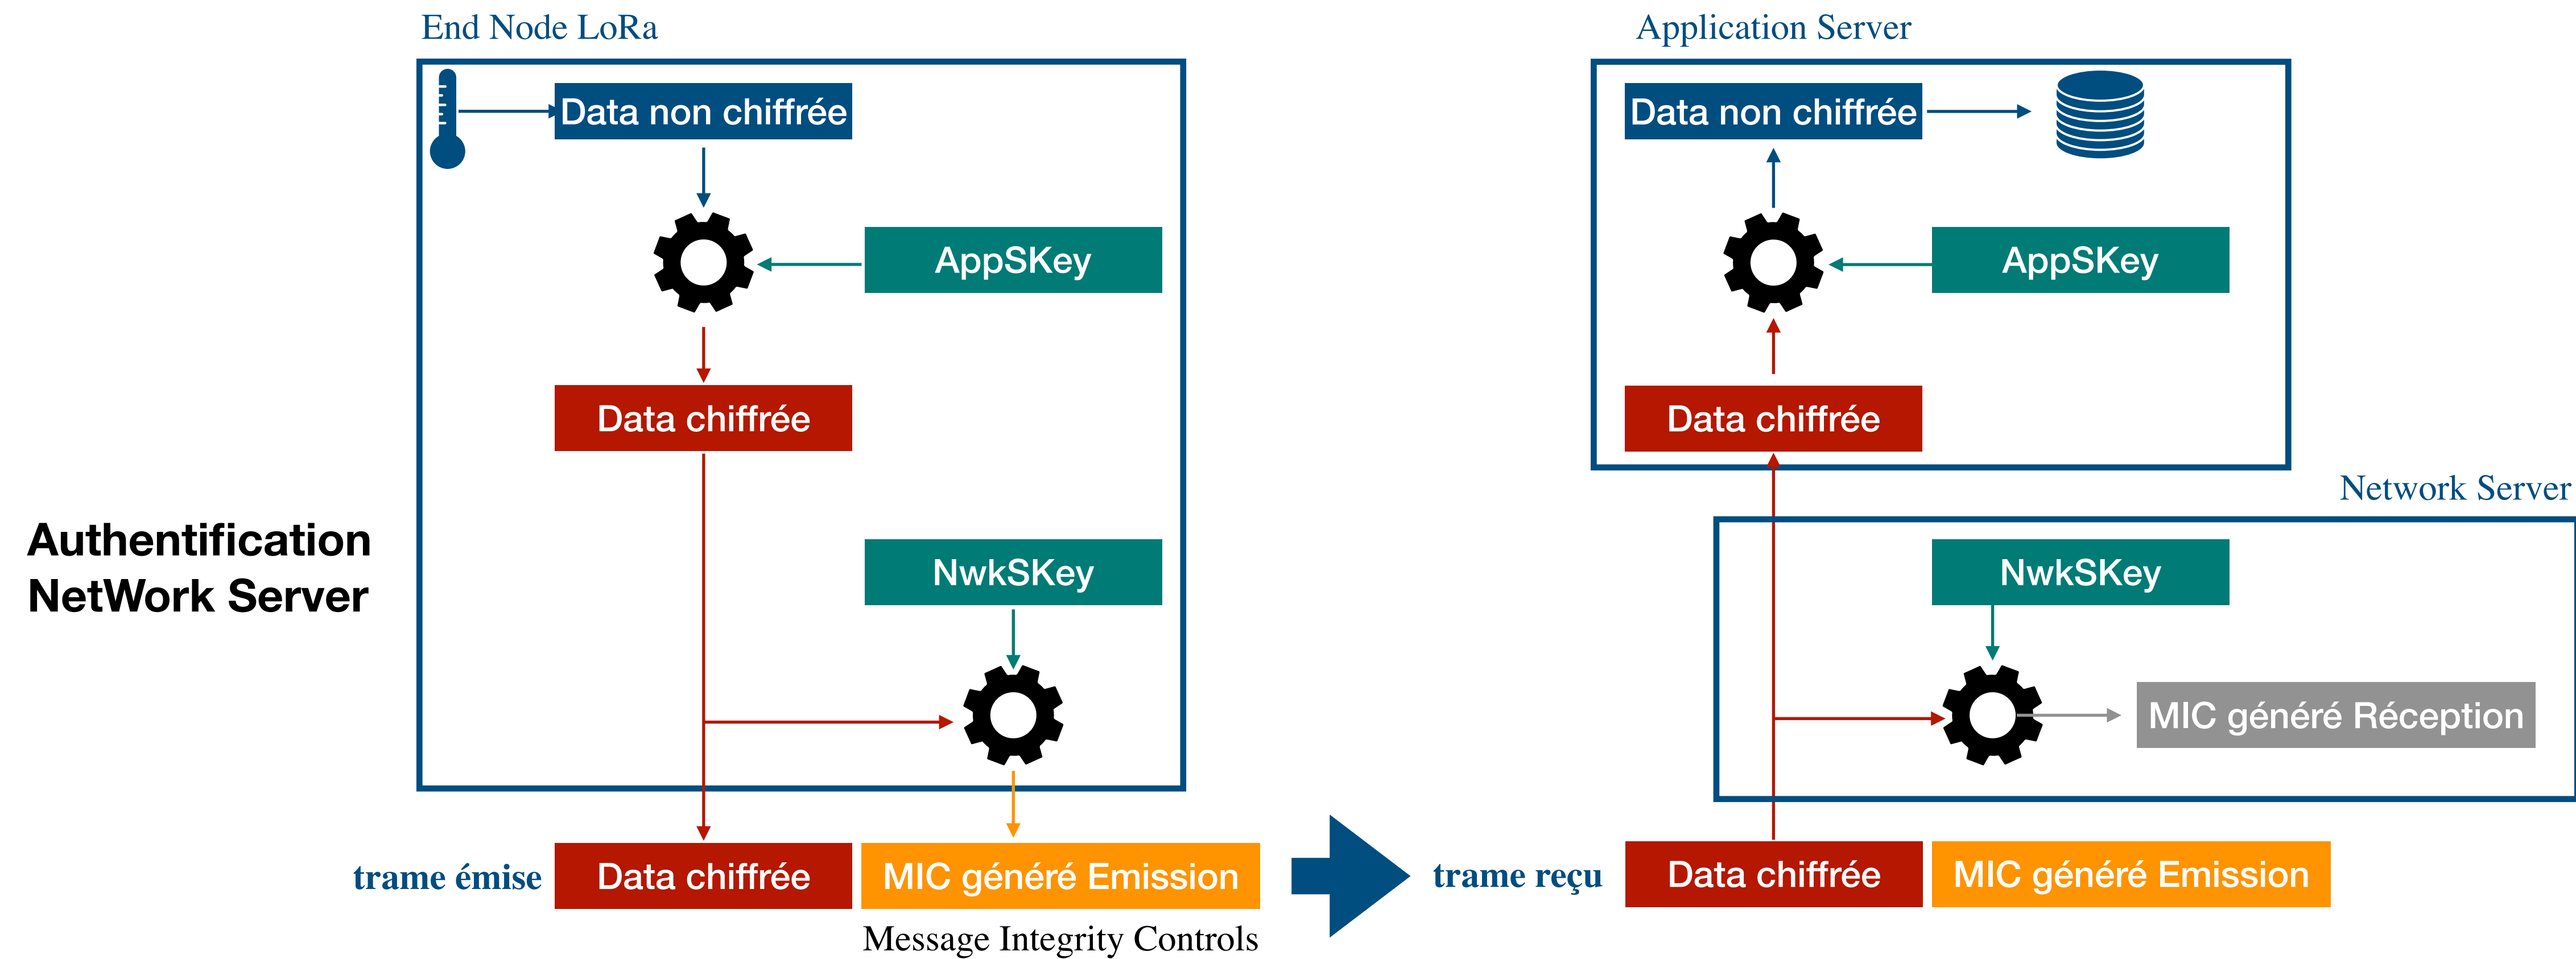 End Node LoRa
Data non chiffrée
AppSKey
Data chiffrée
Authentification
NetWork Server
NwkSKey
trame émise
Data chiffrée
MIC généré Emission
Message Integrity Controls
Application Server
Data non chiffrée
AppSKey
Data chiffrée
Network Server
NwkSKey
MIC généré Réception
trame reçu
Data chiffrée
MIC généré Emission